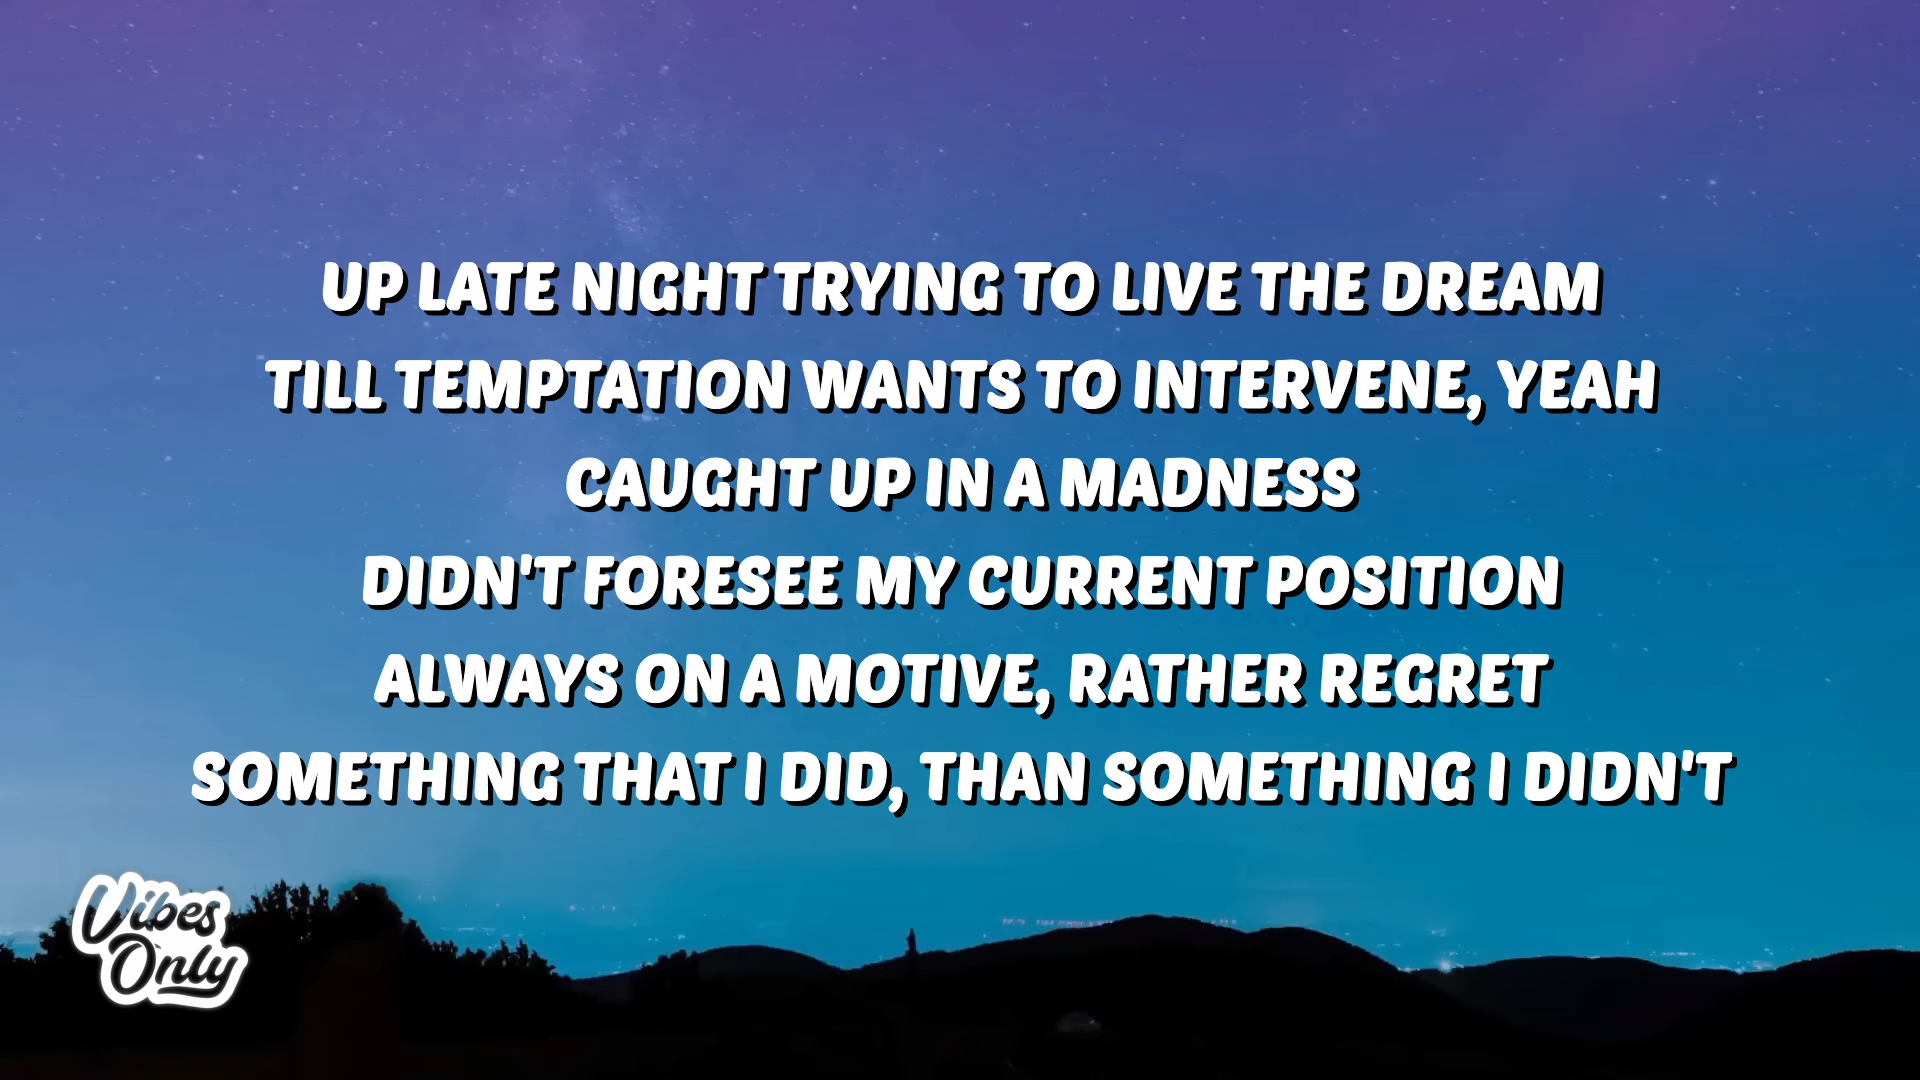 UP LATE NIGHT TRYING TO LIVE THE DREAM
TILL TEMPTATION WANTS TO INTERVENE, YEAH
CAUGHT UP IN A MADNESS
DIDN'T FORESEE MY CURRENT POSITION
ALWAYS ON A MOTIVE, RATHER REGRET
SOMETHING THAT I DID, THAN SOMETHING I DIDN'T
Vibes
Only